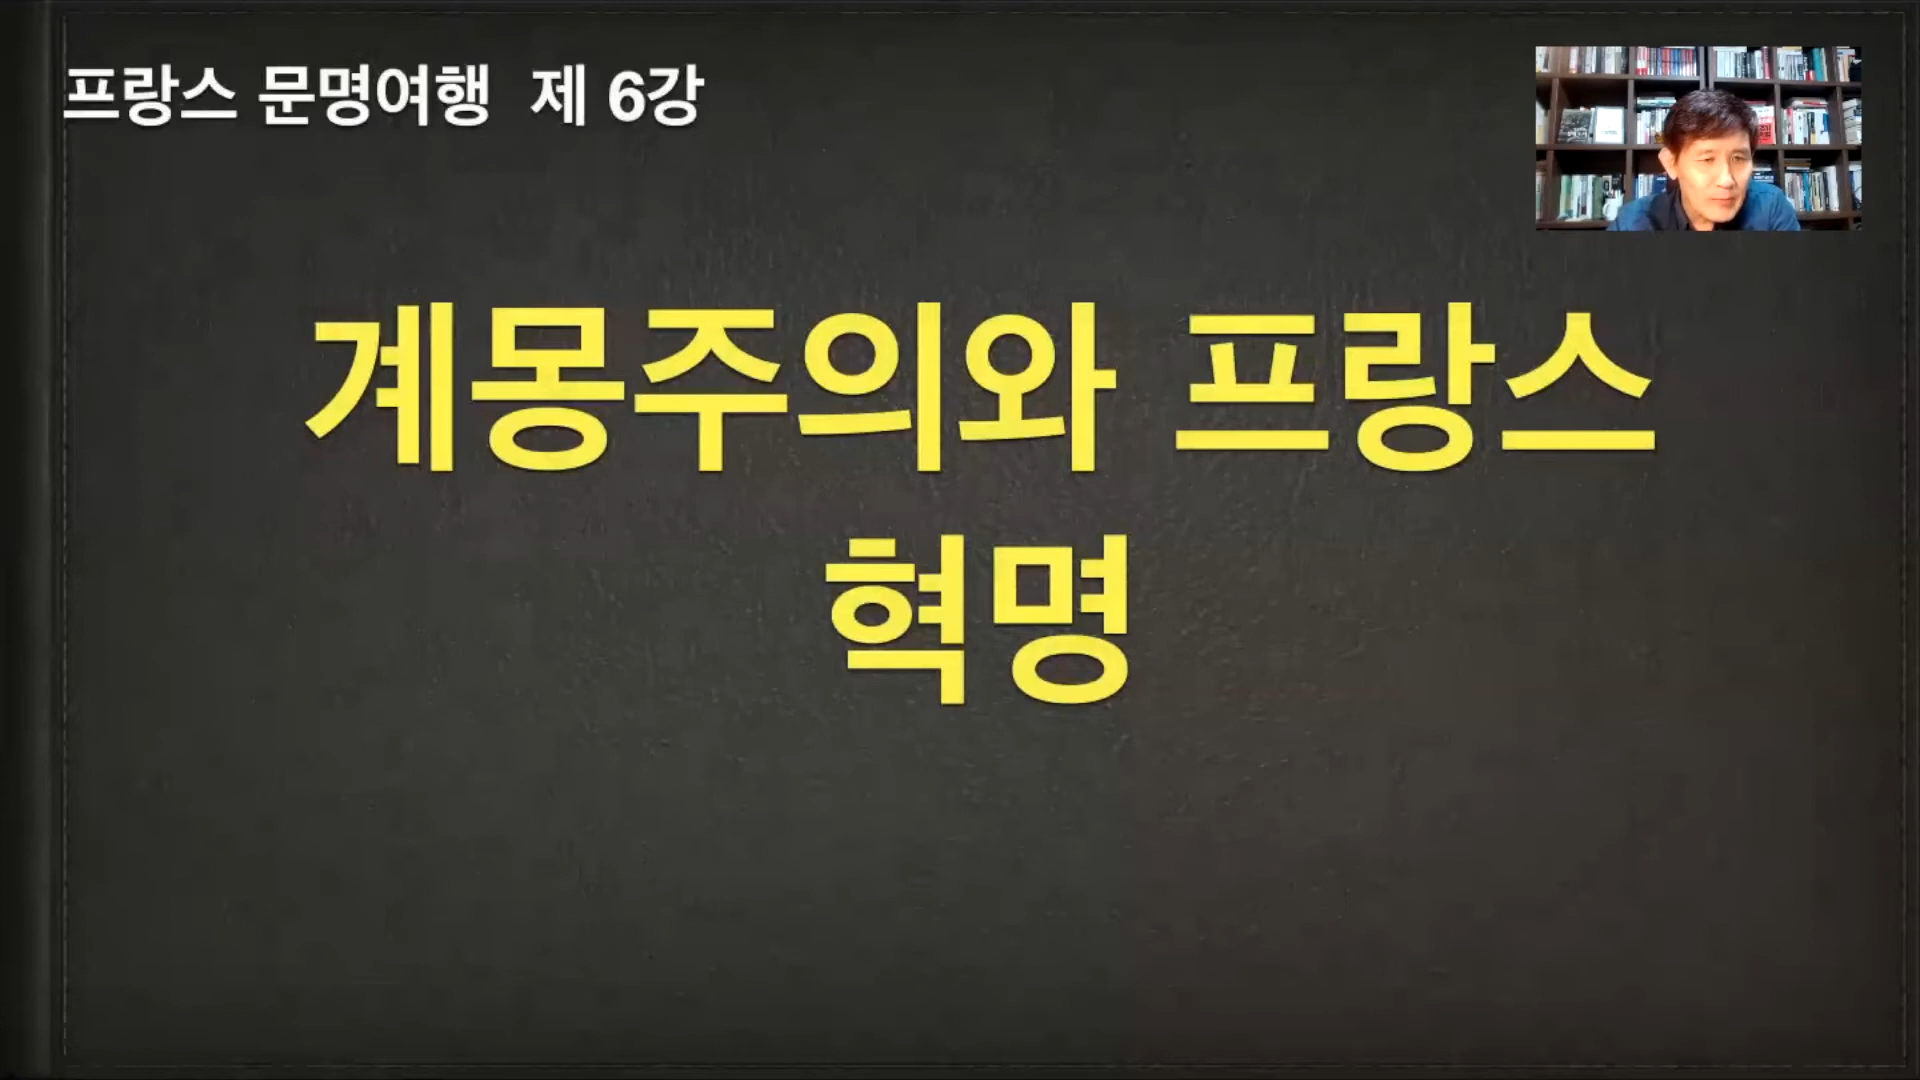 프랑스 문명여행 제 6강
계몽주의와 프랑스
혁명